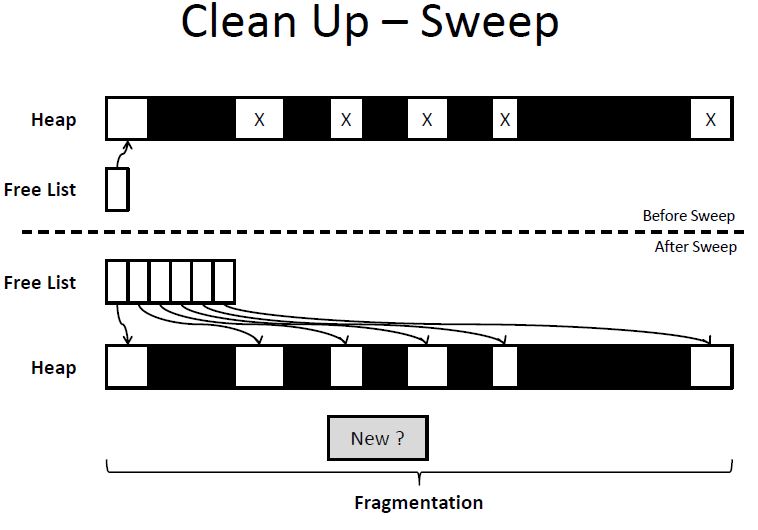 Clean Up – Sweep
Heap
X X X X X
Free List
Before Sweep
After Sweep
Free List
Heap
New ?
Fragmentation